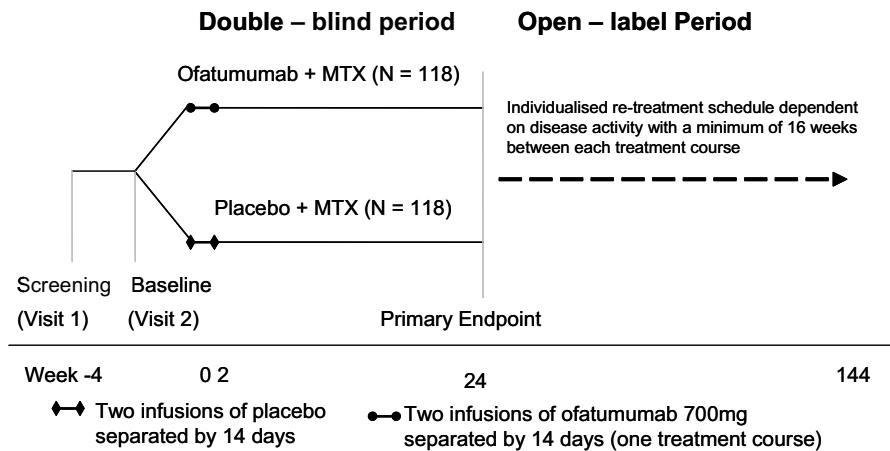 Double – blind period
Open – label Period
Ofatumumab + MTX (N = 118)
Individualised re-treatment schedule dependent
on disease activity with a minimum of 16 weeks
between each treatment course
Placebo + MTX (N = 118)
Screening
(Visit 1)
Baseline
(Visit 2)
Primary Endpoint
Week -4
0 2
24
144
Two infusions of placebo
separated by 14 days
Two infusions of ofatumumab 700mg
separated by 14 days (one treatment course)